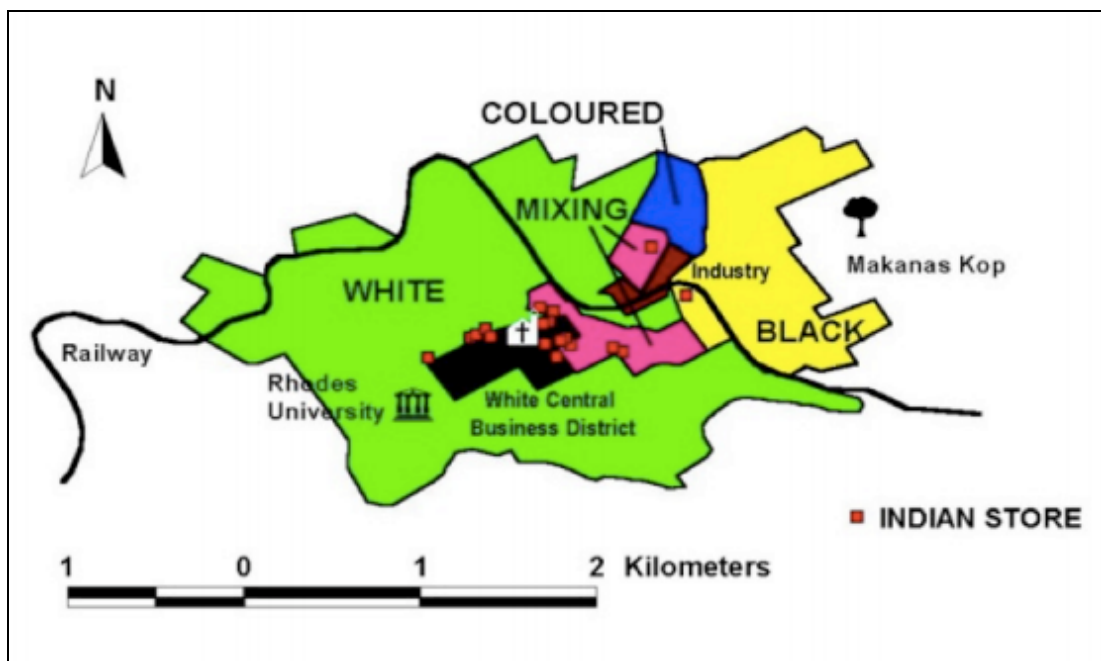 N
COLOURED
MIXING
Industry
Makanas Kop
WHITE
BLACK
Railway
Rhodes
University
White Central
Business District
INDIAN STORE
1 0 1 2 Kilometers